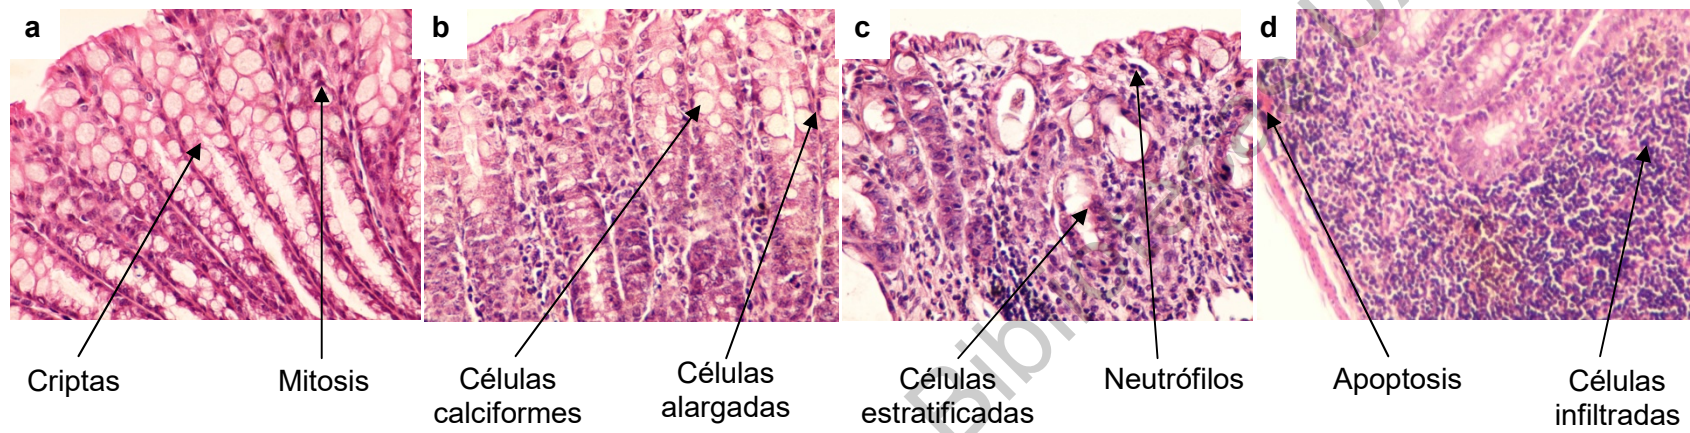 a
b
c
d
Criptas
Mitosis
Células
calciformes
Células
alargadas
Células
estratificadas
Neutrófilos
Apoptosis
Células
infiltradas